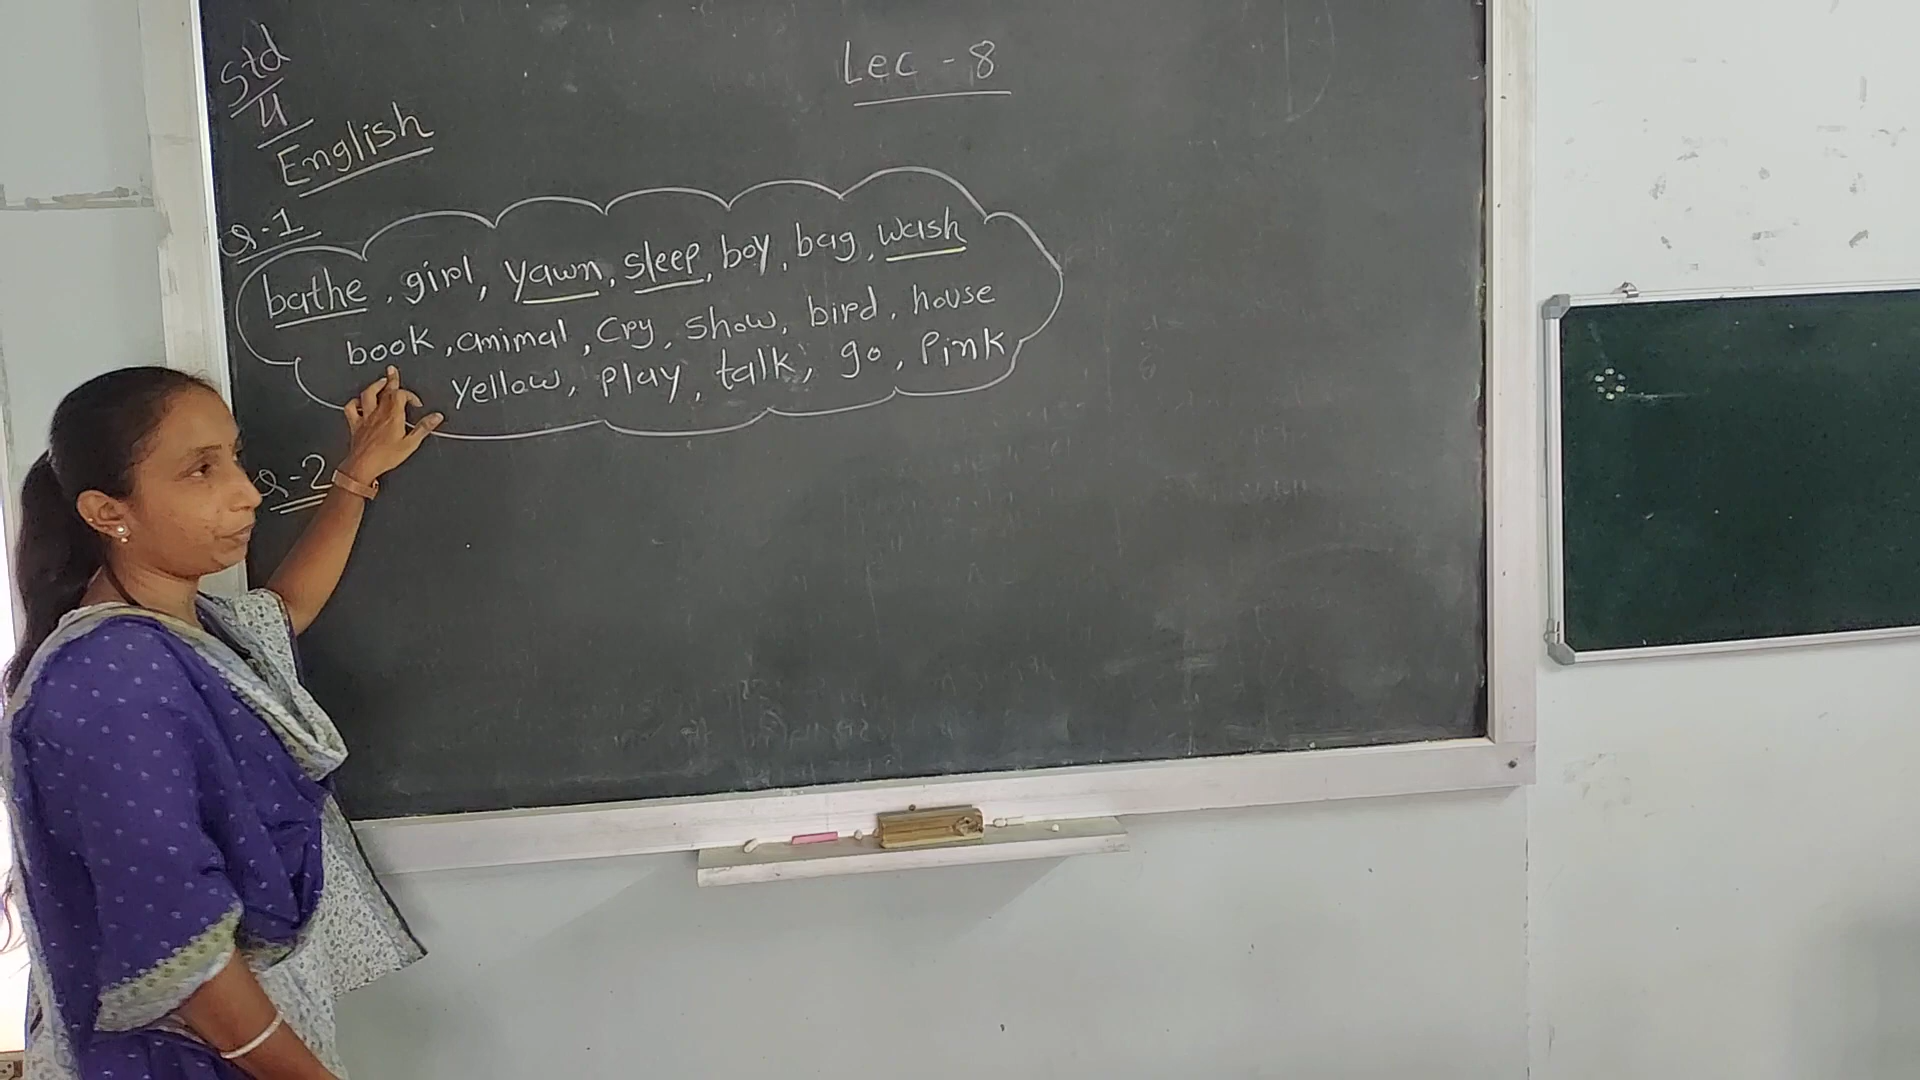 Std
4
English
Lec - 8
Q-1
bathe, girl, yawn, sleep, boy, bag, wash
book, animal, cry, show, bird, house
yellow, play, talk, go, Pink
Q-2